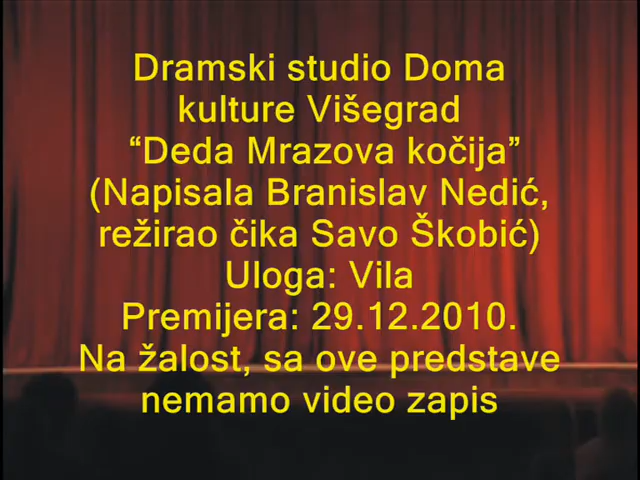 Dramski studio Doma
kulture Višegrad
“Deda Mrazova kočija”
(Napisala Branislav Nedić,
režirao čika Savo Škobić)
Uloga: Vila
Premijera: 29.12.2010.
Na žalost, sa ove predstave
nemamo video zapis